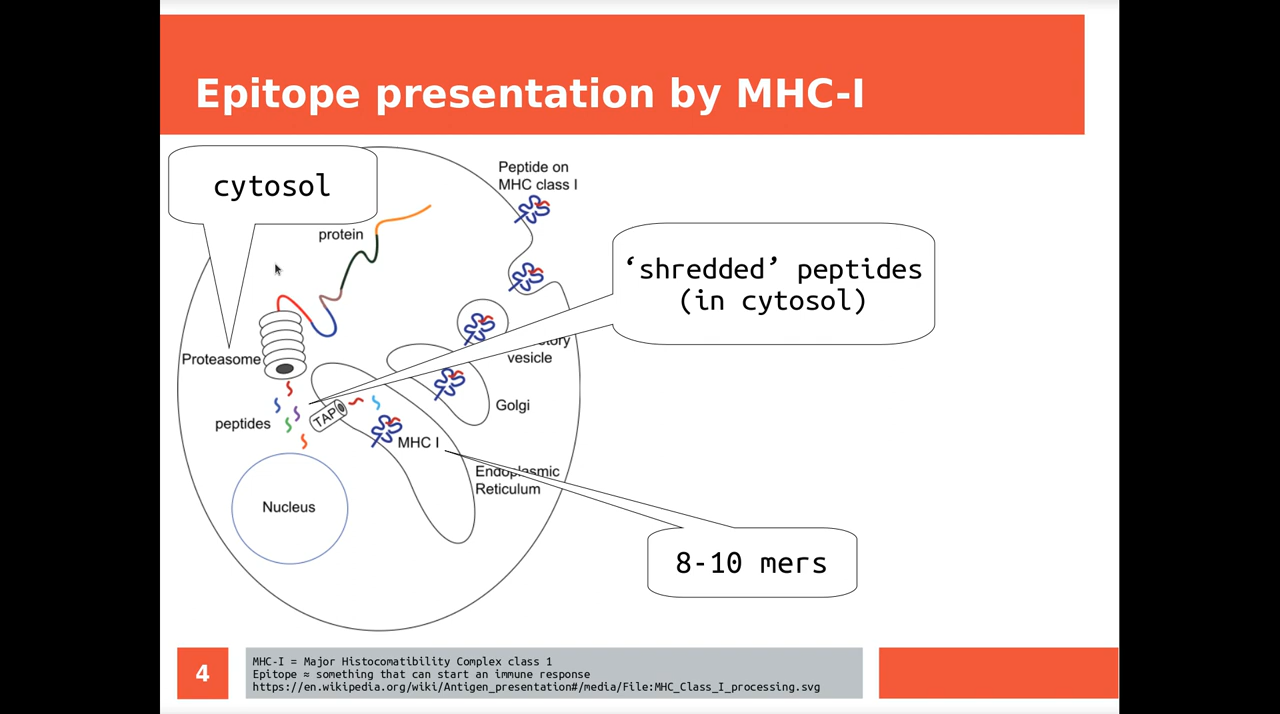 Epitope presentation by MHC-I
cytosol
Peptide on
MHC class I
protein
‘shredded’ peptides
(in cytosol)
Proteasome
vesicle
peptides
TAP
Golgi
MHC I
Endoplasmic
Reticulum
Nucleus
8-10 mers
4
MHC-I = Major Histocomatibility Complex class 1
Epitope ≈ something that can start an immune response
https://en.wikipedia.org/wiki/Antigen_presentation#/media/File:MHC_Class_I_processing.svg